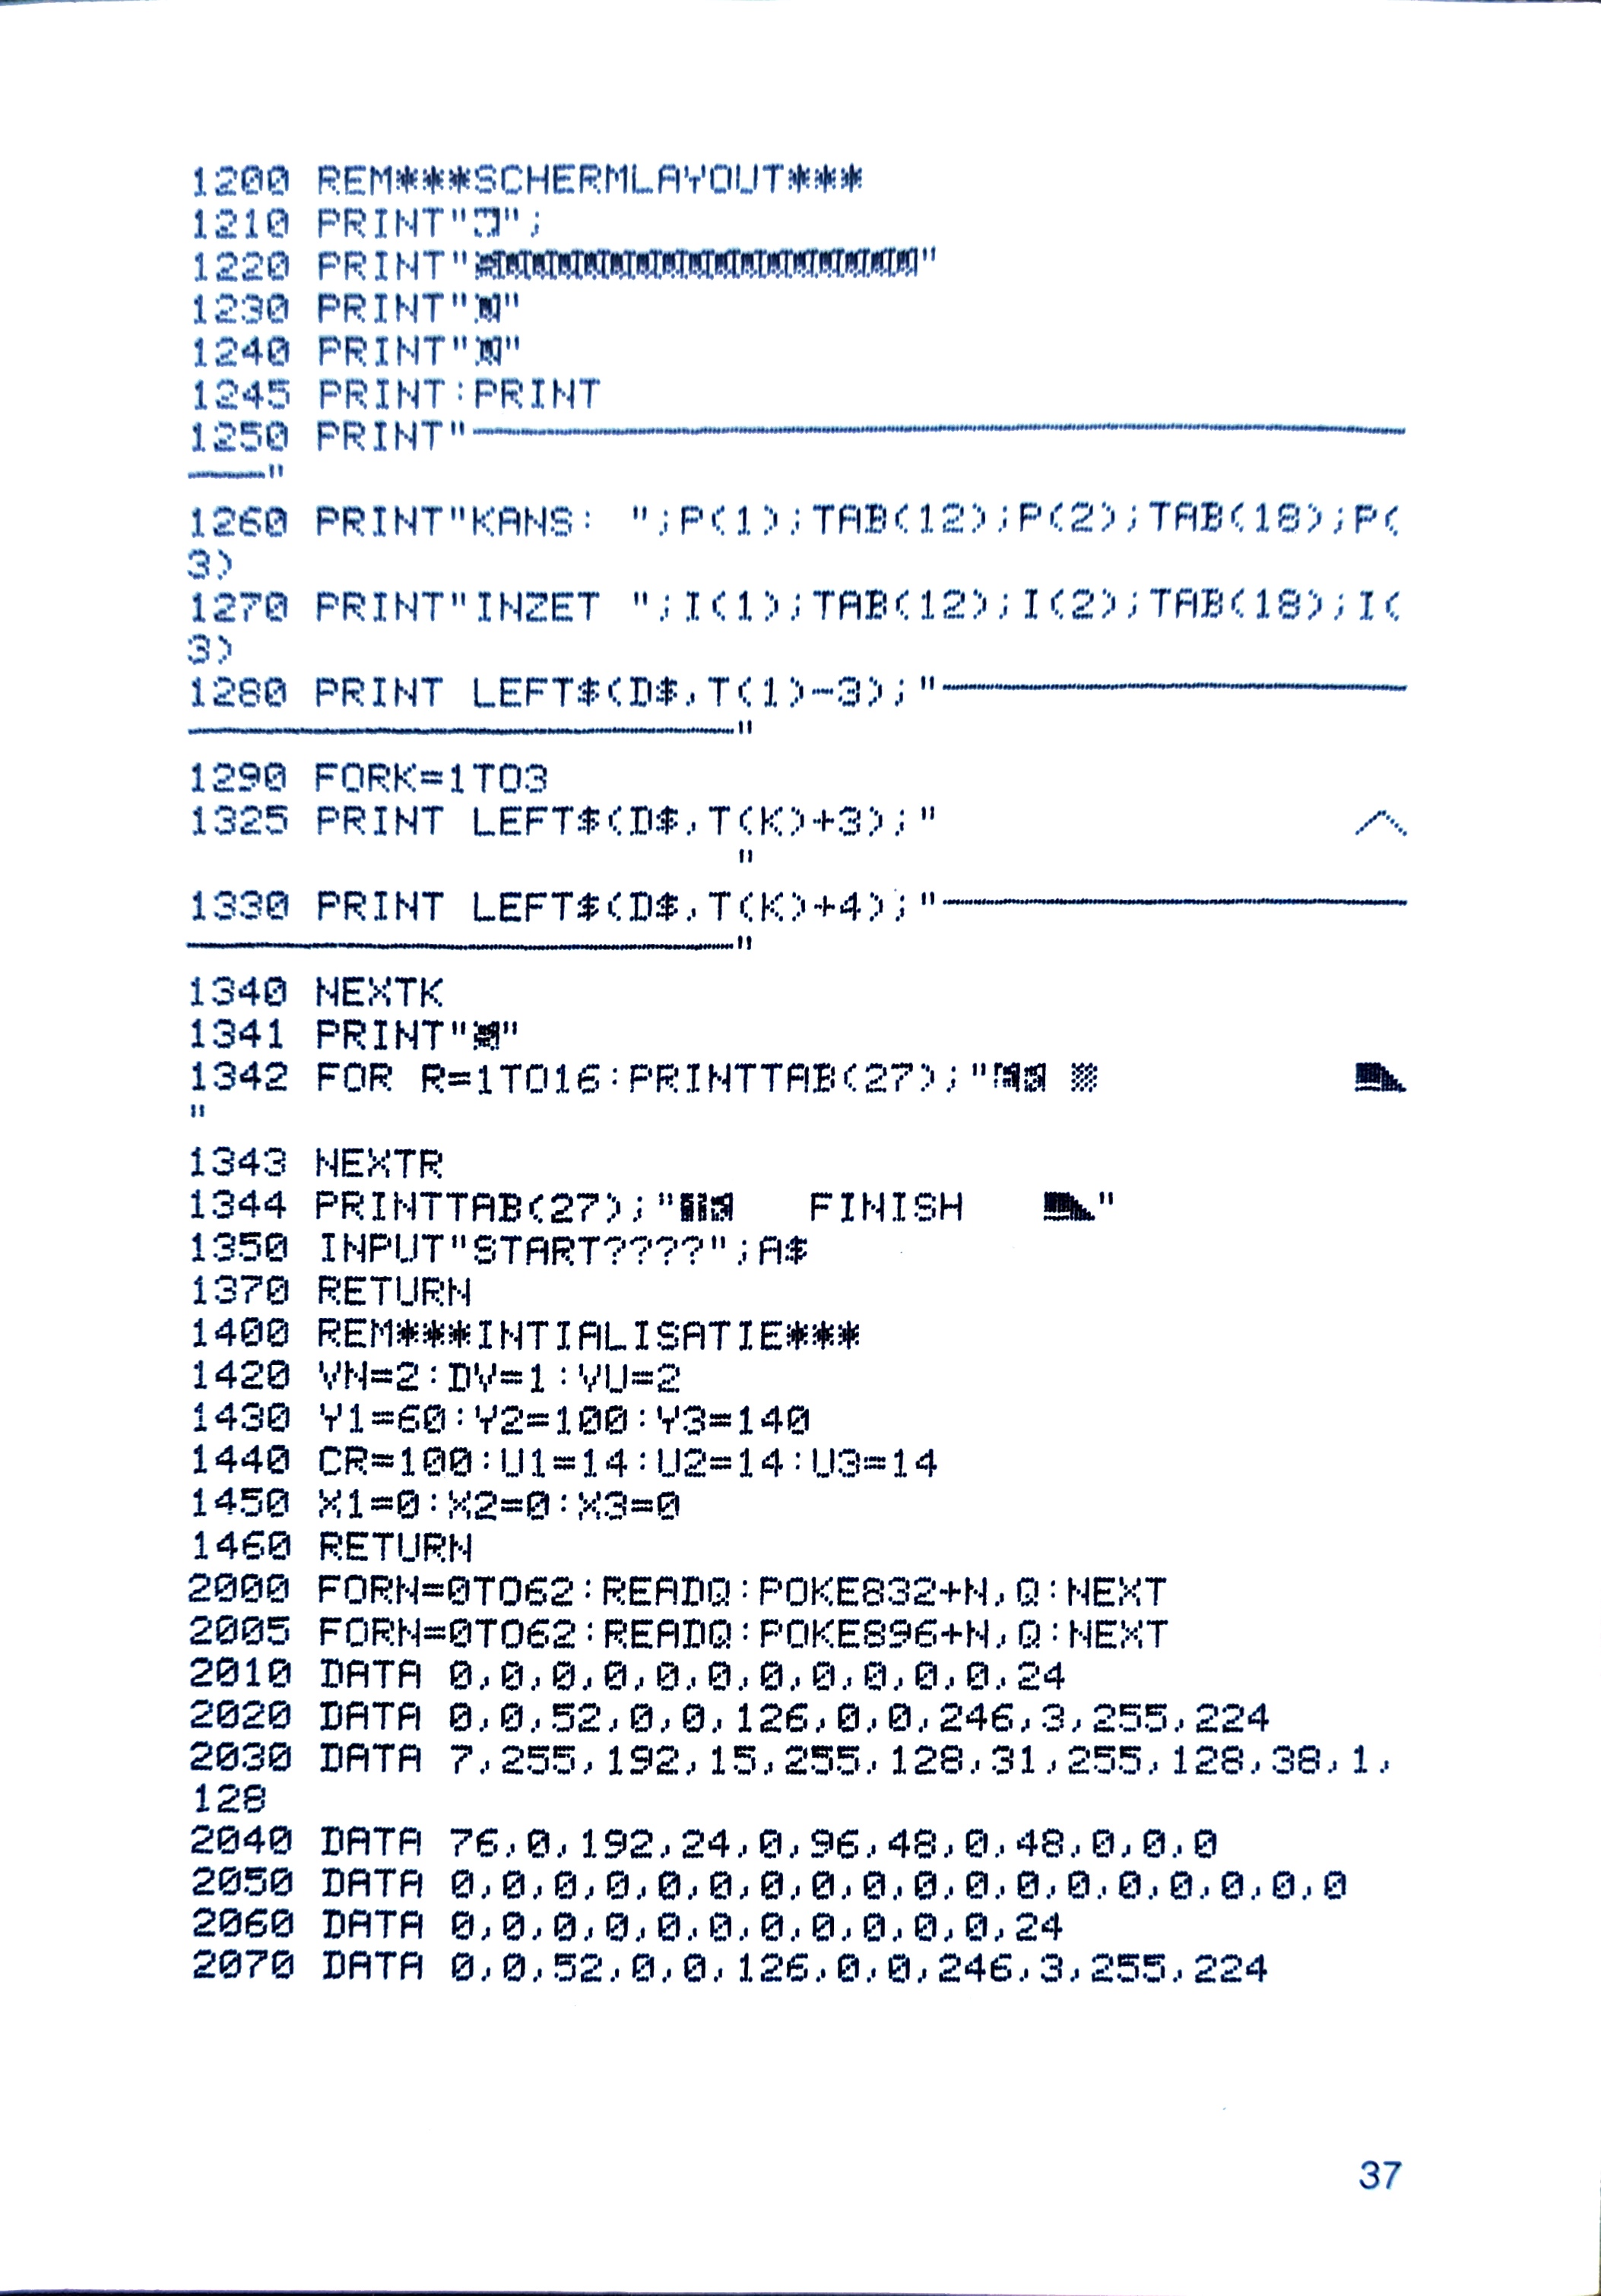 1200 REM***SCHERMLAYOUT***
1210 PRINT"";
1220 PRINT""
1230 PRINT""
1240 PRINT""
1245 PRINT:PRINT
1250 PRINT"────────────────────────────────────
───"
1260 PRINT"KANS: ";P(1);TAB(12);P(2);TAB(18);P(
3)
1270 PRINT"INZET ";I(1);TAB(12);I(2);TAB(18);I(
3)
1280 PRINT LEFT$(D$,T(1)-3);"──────────────────
─────────────────────"
1290 FORK=1TO3
1325 PRINT LEFT$(D$,T(K)+3);"                ╱╲
                     "
1330 PRINT LEFT$(D$,T(K)+4);"──────────────────
─────────────────────"
1340 NEXTK
1341 PRINT""
1342 FOR R=1TO16:PRINTTAB(27);" ▒
"
1343 NEXTR
1344 PRINTTAB(27);"   FINISH   "
1350 INPUT"START????";A$
1370 RETURN
1400 REM***INTIALISATIE***
1420 VN=2:DV=1:VU=2
1430 Y1=60:Y2=100:Y3=140
1440 CR=100:U1=14:U2=14:U3=14
1450 X1=0:X2=0:X3=0
1460 RETURN
2000 FORN=0TO62:READQ:POKE832+N,Q:NEXT
2005 FORN=0TO62:READQ:POKE896+N,Q:NEXT
2010 DATA 0,0,0,0,0,0,0,0,0,0,0,24
2020 DATA 0,0,52,0,0,126,0,0,246,3,255,224
2030 DATA 7,255,192,15,255,128,31,255,128,38,1,
128
2040 DATA 76,0,192,24,0,96,48,0,48,0,0,0
2050 DATA 0,0,0,0,0,0,0,0,0,0,0,0,0,0,0,0,0,0
2060 DATA 0,0,0,0,0,0,0,0,0,0,0,24
2070 DATA 0,0,52,0,0,126,0,0,246,3,255,224
37